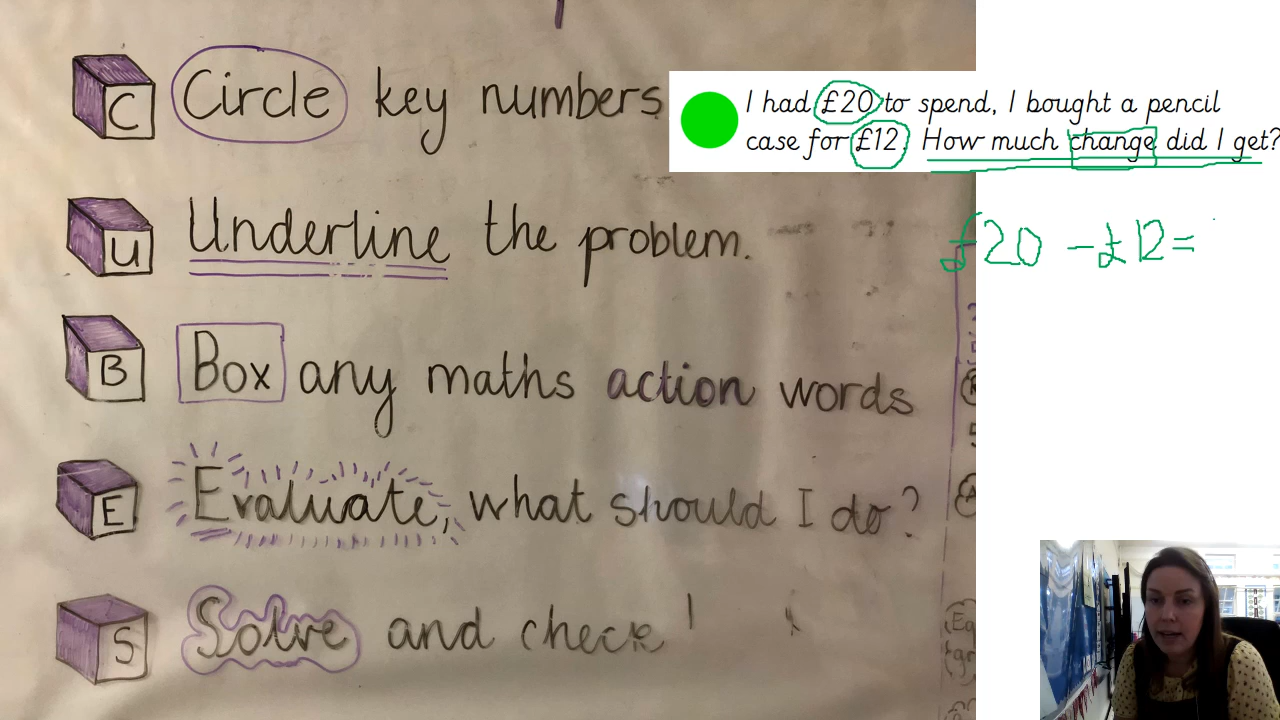 C Circle key numbers
U Underline the problem.
B Box any maths action words
E Evaluate, what should I do?
S Solve and check!
I had £20 to spend, I bought a pencil
case for £12. How much change did I get?
£20 - £12 =